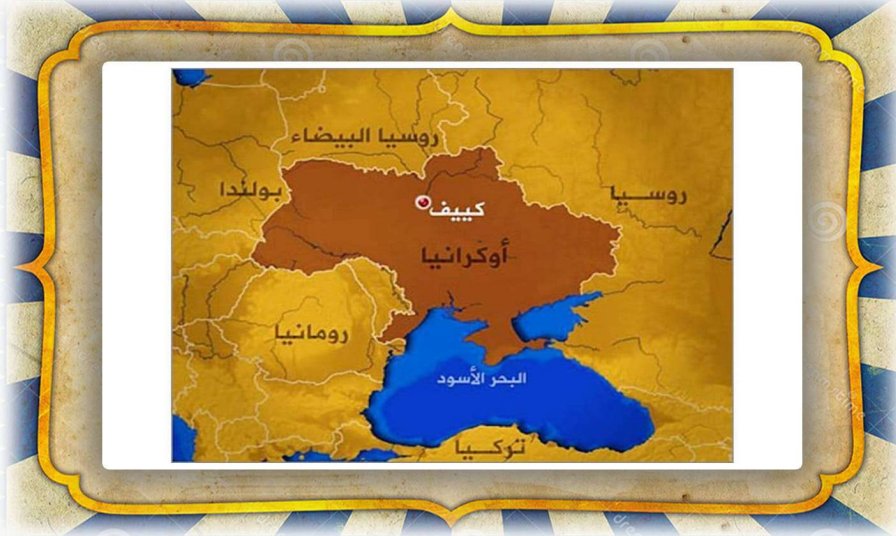 روسيا البيضاء
بولندا
روسيا
كييف
أوكرانيا
رومانيا
البحر الأسود
تركيا